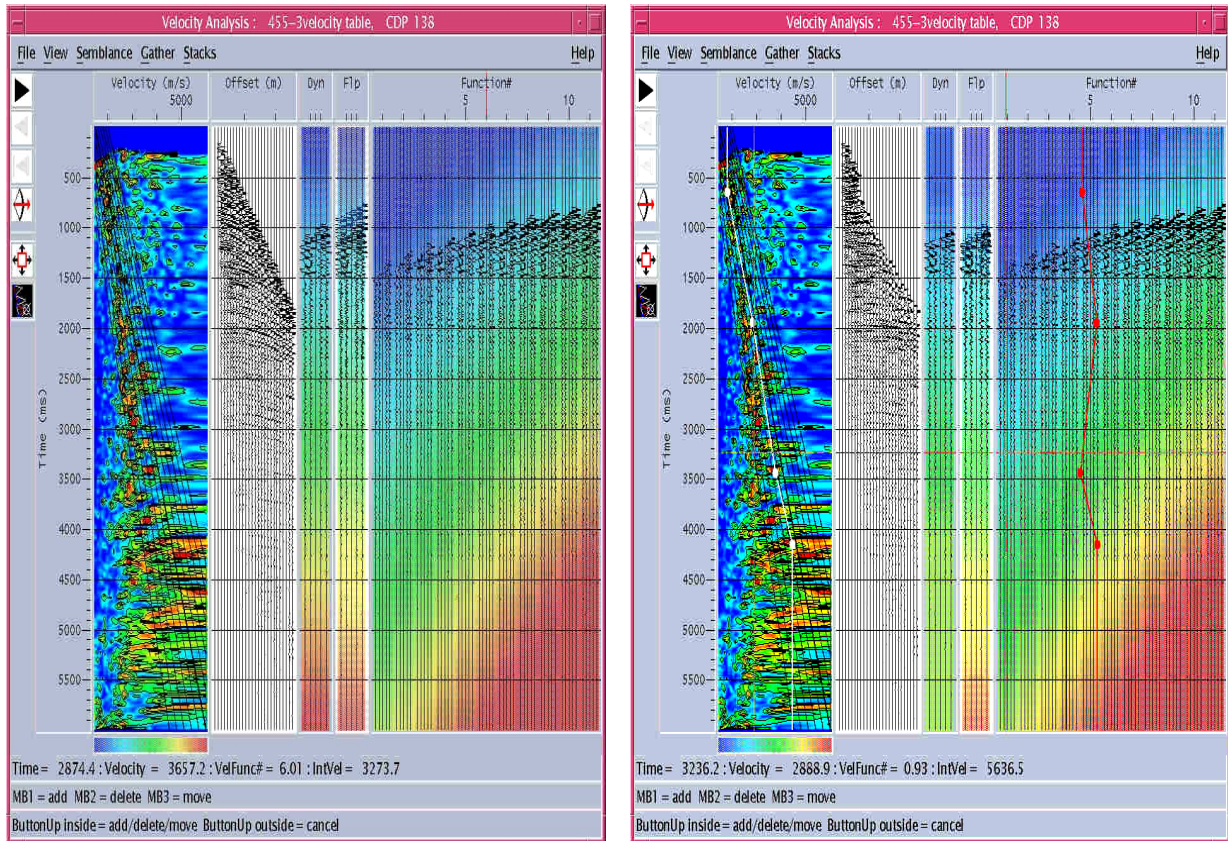 Velocity Analysis : 455-3velocity table, CDP 138
File View Semblance Gather Stacks Help
Velocity (m/s) Offset (m) Dyn Flp Function#
5000 5 10
500
1000
1500
2000
2500
3000
3500
4000
4500
5000
5500
Time (ms)
Time = 2874.4 : Velocity = 3657.2 : VelFunc# = 6.01 : IntVel = 3273.7
MB1 = add MB2 = delete MB3 = move
ButtonUp inside = add/delete/move ButtonUp outside = cancel
Velocity Analysis : 455-3velocity table, CDP 138
File View Semblance Gather Stacks Help
Velocity (m/s) Offset (m) Dyn Flp Function#
5000 5 10
500
1000
1500
2000
2500
3000
3500
4000
4500
5000
5500
Time (ms)
Time = 3236.2 : Velocity = 2888.9 : VelFunc# = 0.93 : IntVel = 5636.5
MB1 = add MB2 = delete MB3 = move
ButtonUp inside = add/delete/move ButtonUp outside = cancel